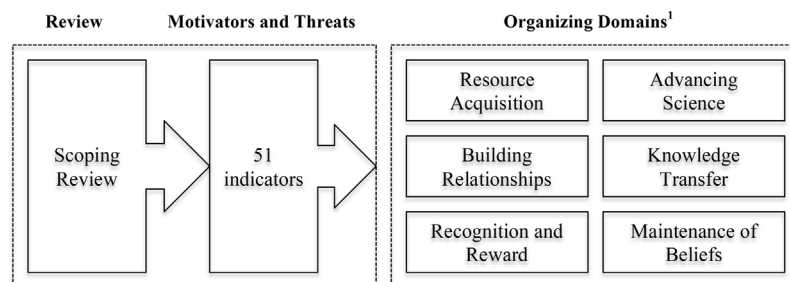 Review
Motivators and Threats
Organizing Domains¹
Scoping
Review
51
indicators
Resource
Acquisition
Advancing
Science
Building
Relationships
Knowledge
Transfer
Recognition and
Reward
Maintenance of
Beliefs